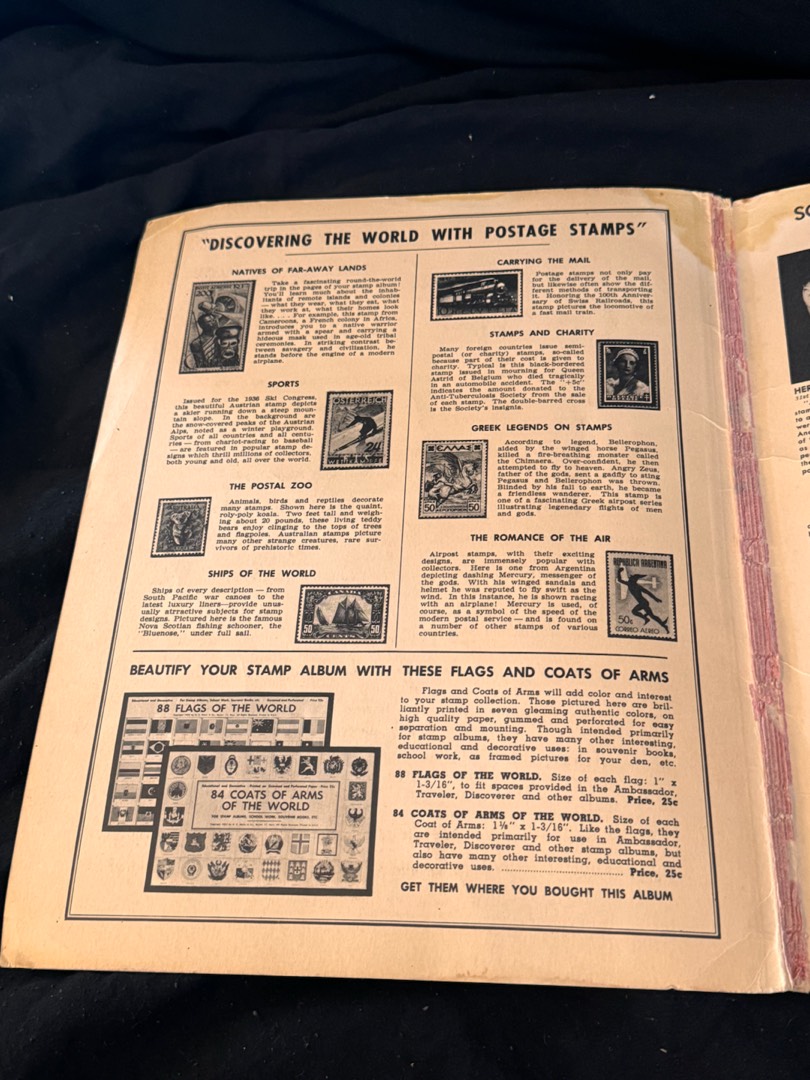 "DISCOVERING THE WORLD WITH POSTAGE STAMPS"
NATIVES OF FAR-AWAY LANDS
Take a fascinating round-the-world
trip in the pages of your stamp album!
You'll learn much about the inhab-
itants of remote islands and colonies
— what they wear, what they eat, what
they work at, what their homes look
like. . . . For example, this stamp from
Cameroons, a French colony in Africa,
introduces you to a native warrior
armed with a spear and carrying a
hideous mask used in age-old tribal
ceremonies. In striking contrast be-
tween savagery and civilization, he
stands before the engine of a modern
airplane.
SPORTS
Issued for the 1936 Ski Congress,
this beautiful Austrian stamp depicts
a skier running down a steep moun-
tain slope. In the background are
the snow-covered peaks of the Austrian
Alps, noted as a winter playground.
Sports of all countries and all centu-
ries — from chariot-racing to baseball
— are featured in popular stamp de-
signs which thrill millions of collectors,
both young and old, all over the world.
ÖSTERREICH
24
THE POSTAL ZOO
Animals, birds and reptiles decorate
many stamps. Shown here is the quaint,
roly-poly koala. Two feet tall and weigh-
ing about 20 pounds, these living teddy
bears enjoy clinging to the tops of trees
and flagpoles. Australian stamps picture
many other strange creatures, rare sur-
vivors of prehistoric times.
SHIPS OF THE WORLD
Ships of every description — from
South Pacific war canoes to the
latest luxury liners—provide unus-
ually attractive subjects for stamp
designs. Pictured here is the famous
Nova Scotian fishing schooner, the
"Bluenose," under full sail.
CANADA
50 CENTS 50
CARRYING THE MAIL
Postage stamps not only pay
for the delivery of the mail,
but likewise often show the dif-
ferent methods of transporting
it. Honoring the 100th Anniver-
sary of Swiss Railroads, this
stamp pictures the locomotive of
a fast mail train.
STAMPS AND CHARITY
Many foreign countries issue semi-
postal (or charity) stamps, so-called
because part of their cost is given to
charity. Typical is this black-bordered
stamp issued in mourning for Queen
Astrid of Belgium who died tragically
in an automobile accident. The "+5c"
indicates the amount donated to the
Anti-Tuberculosis Society from the sale
of each stamp. The double-barred cross
is the Society's insignia.
GREEK LEGENDS ON STAMPS
According to legend, Bellerophon,
aided by the winged horse Pegasus,
killed a fire-breathing monster called
the Chimaera. Over-confident, he then
attempted to fly to heaven. Angry Zeus,
father of the gods, sent a gadfly to sting
Pegasus and Bellerophon was thrown.
Blinded by his fall to earth, he became
a friendless wanderer. This stamp is
one of a fascinating Greek airpost series
illustrating legendary flights of men
and gods.
50 50
THE ROMANCE OF THE AIR
Airpost stamps, with their exciting
designs, are immensely popular with
collectors. Here is one from Argentina
depicting dashing Mercury, messenger of
the gods. With his winged sandals and
helmet he was reputed to fly swift as the
wind. In this instance, he is shown racing
with an airplane! Mercury is used, of
course, as a symbol of the speed of the
modern postal service — and is found on
a number of other stamps of various
countries.
REPUBLICA ARGENTINA
50c
CORREO AEREO
BEAUTIFY YOUR STAMP ALBUM WITH THESE FLAGS AND COATS OF ARMS
88 FLAGS OF THE WORLD
84 COATS OF ARMS
OF THE WORLD
Flags and Coats of Arms will add color and interest
to your stamp collection. Those pictured here are bril-
liantly printed in seven gleaming authentic colors, on
high quality paper, gummed and perforated for easy
separation and mounting. Though intended primarily
for stamp albums, they have many other interesting,
educational and decorative uses: in souvenir books,
school work, as framed pictures for your den, etc.
88 FLAGS OF THE WORLD. Size of each flag: 1" x
1-3/16", to fit spaces provided in the Ambassador,
Traveler, Discoverer and other albums. Price, 25c
84 COATS OF ARMS OF THE WORLD. Size of each
Coat of Arms: 1⅛" x 1-3/16". Like the flags, they
are intended primarily for use in Ambassador,
Traveler, Discoverer and other stamp albums, but
also have many other interesting, educational and
decorative uses. .......................... Price, 25c
GET THEM WHERE YOU BOUGHT THIS ALBUM